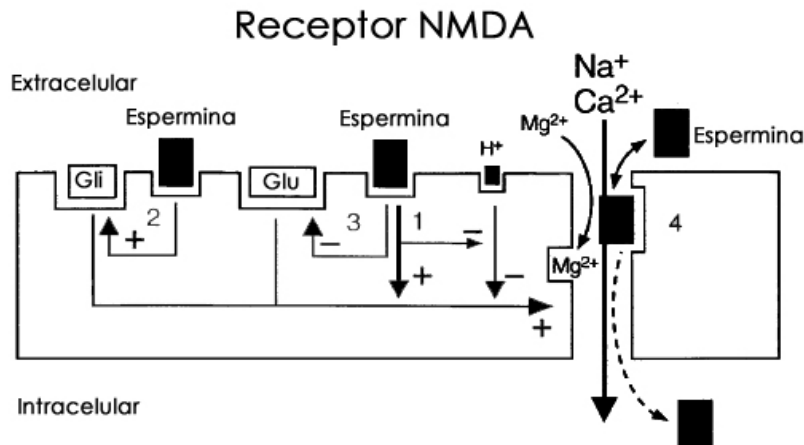 Receptor NMDA
Extracelular
Na⁺
Ca²⁺
Espermina
Espermina
Mg²⁺
Espermina
H⁺
Gli
Glu
2
3
1
4
+
−
−
+
−
Mg²⁺
+
Intracelular